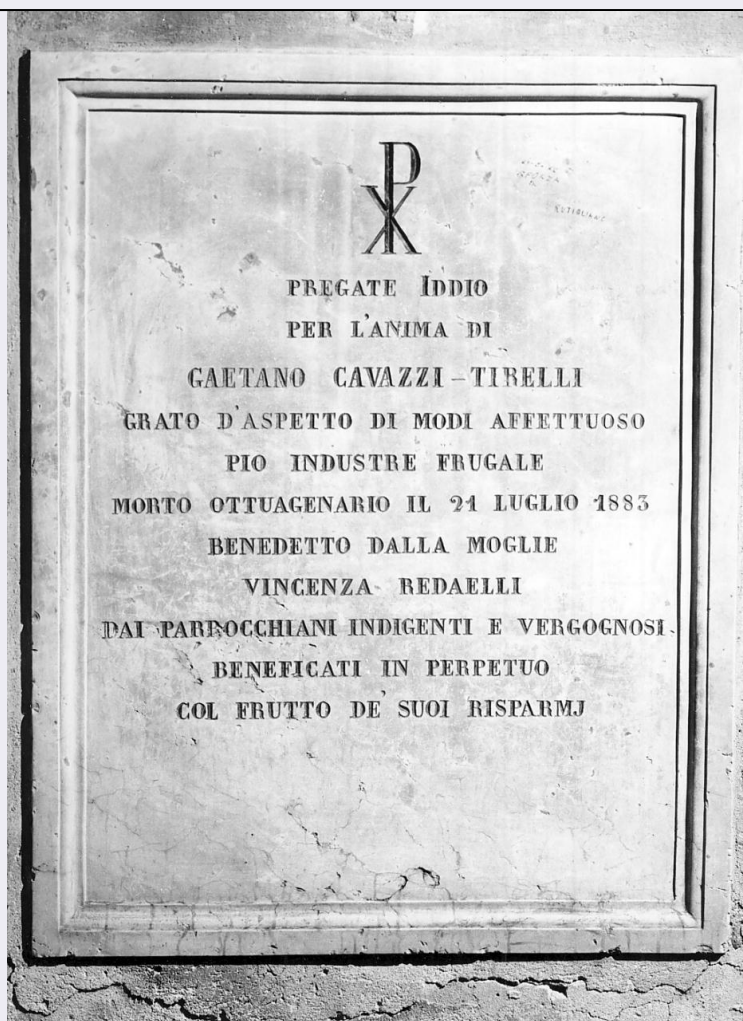 PREGATE IDDIO
PER L'ANIMA DI
GAETANO CAVAZZI-TIRELLI
GRATO D'ASPETTO DI MODI AFFETTUOSO
PIO INDUSTRE FRUGALE
MORTO OTTUAGENARIO IL 21 LUGLIO 1883
BENEDETTO DALLA MOGLIE
VINCENZA REDAELLI
DAI PARROCCHIANI INDIGENTI E VERGOGNOSI
BENEFICATI IN PERPETUO
COL FRUTTO DE' SUOI RISPARMJ